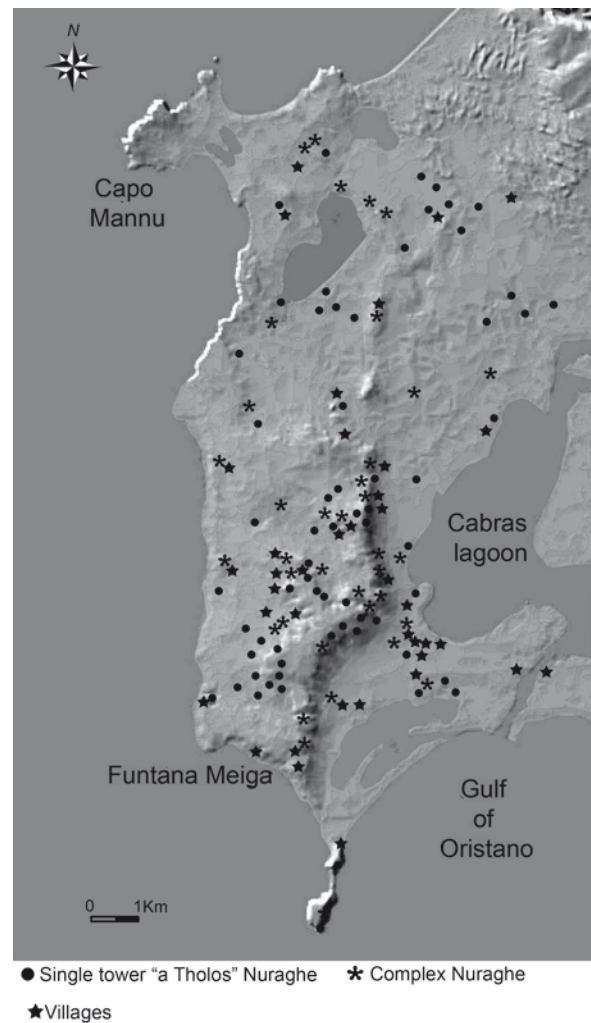 N
Capo
Mannu
Cabras
lagoon
Funtana Meiga
Gulf
of
Oristano
0 1Km
Single tower “a Tholos” Nuraghe Complex Nuraghe
Villages